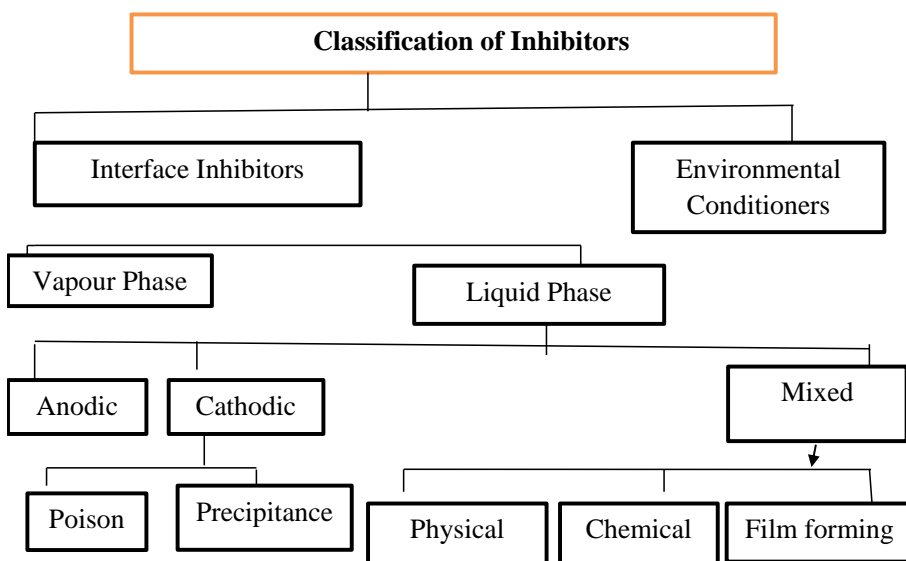 Classification of Inhibitors
Interface Inhibitors
Environmental
Conditioners
Vapour Phase
Liquid Phase
Anodic
Cathodic
Mixed
Poison
Precipitance
Physical
Chemical
Film forming